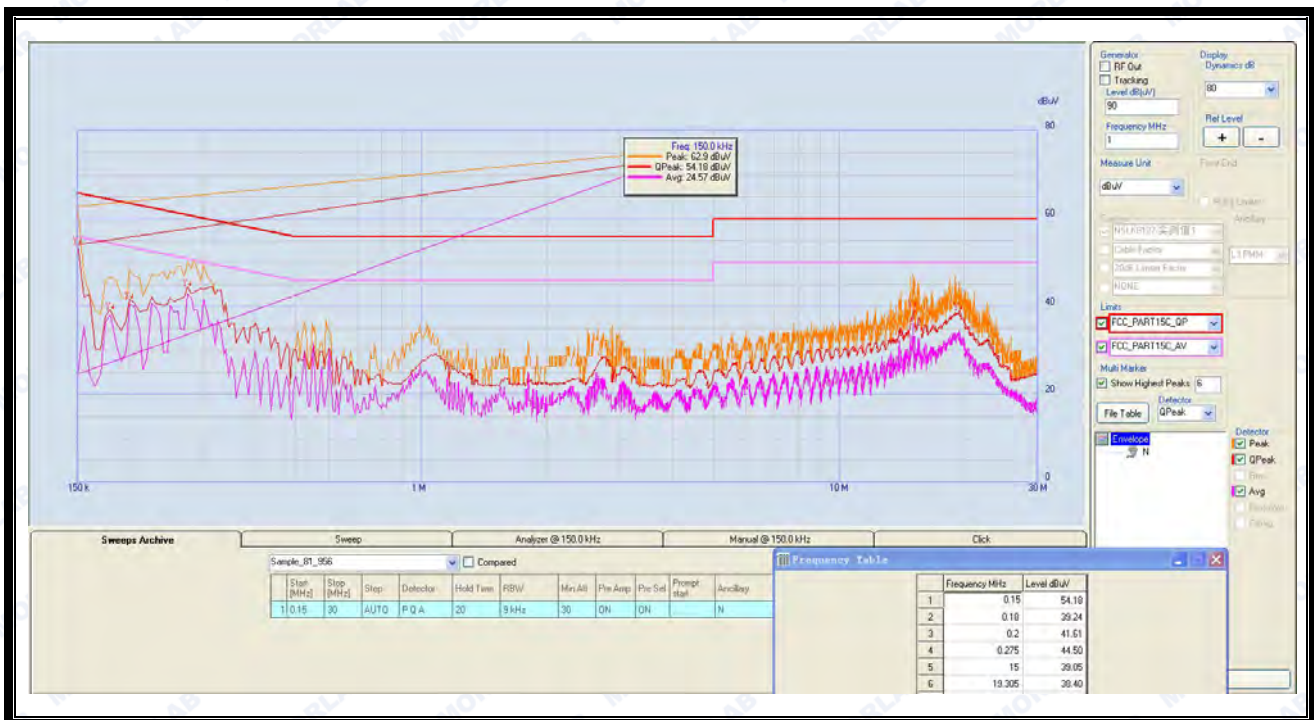 Generator
RF Out
Tracking
Level dB(uV)
90
Frequency MHz
1
Display
Dynamics dB
80
Ref Level
+ -
Measure Unit
dBuV
Front End
Ancillary
Cable Factor
NONE
Limits
FCC_PART15C_QP
FCC_PART15C_AV
Multi Marker
Show Highest Peaks 6
Detector
File Table QPeak
Envelope
N
Detector
Peak
QPeak
Avg
dBuV
80
60
40
20
0
150 k 1 M 10 M 30 M
Freq: 150.0 kHz
Peak: 62.9 dBuV
QPeak: 54.18 dBuV
Avg: 24.57 dBuV
Sweeps Archive Sweep Analyzer @ 150.0 kHz Manual @ 150.0 kHz Click
Sample_81_956 Compared
Start [MHz] Stop [MHz] Step Detector Hold Time RBW Min Att Pre Amp Pre Sel Prompt start Ancillary
1 0.15 30 AUTO P Q A 20 9 kHz 30 ON ON N
Frequency Table
Frequency MHz Level dBuV
1 0.15 54.18
2 0.18 39.24
3 0.2 41.61
4 0.275 44.50
5 15 39.05
6 19.305 38.40